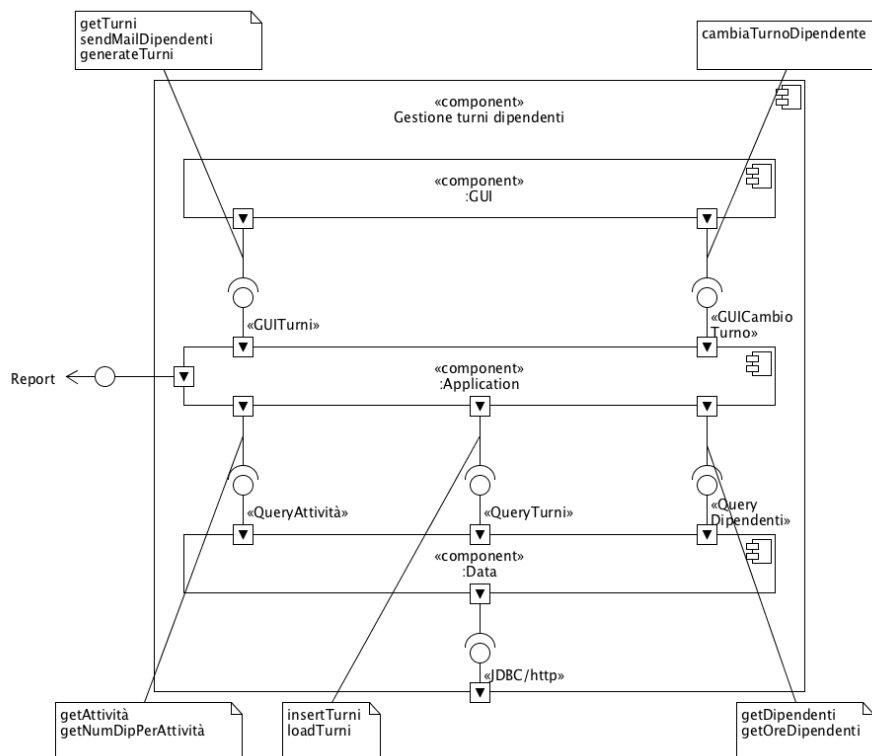 getTurni
sendMailDipendenti
generateTurni
cambiaTurnoDipendente
«component»
Gestione turni dipendenti
«component»
:GUI
«GUITurni»
«GUICambio
Turno»
«component»
:Application
Report
«QueryAttività»
«QueryTurni»
«Query
Dipendenti»
«component»
:Data
«JDBC/http»
getAttività
getNumDipPerAttività
insertTurni
loadTurni
getDipendenti
getOreDipendenti